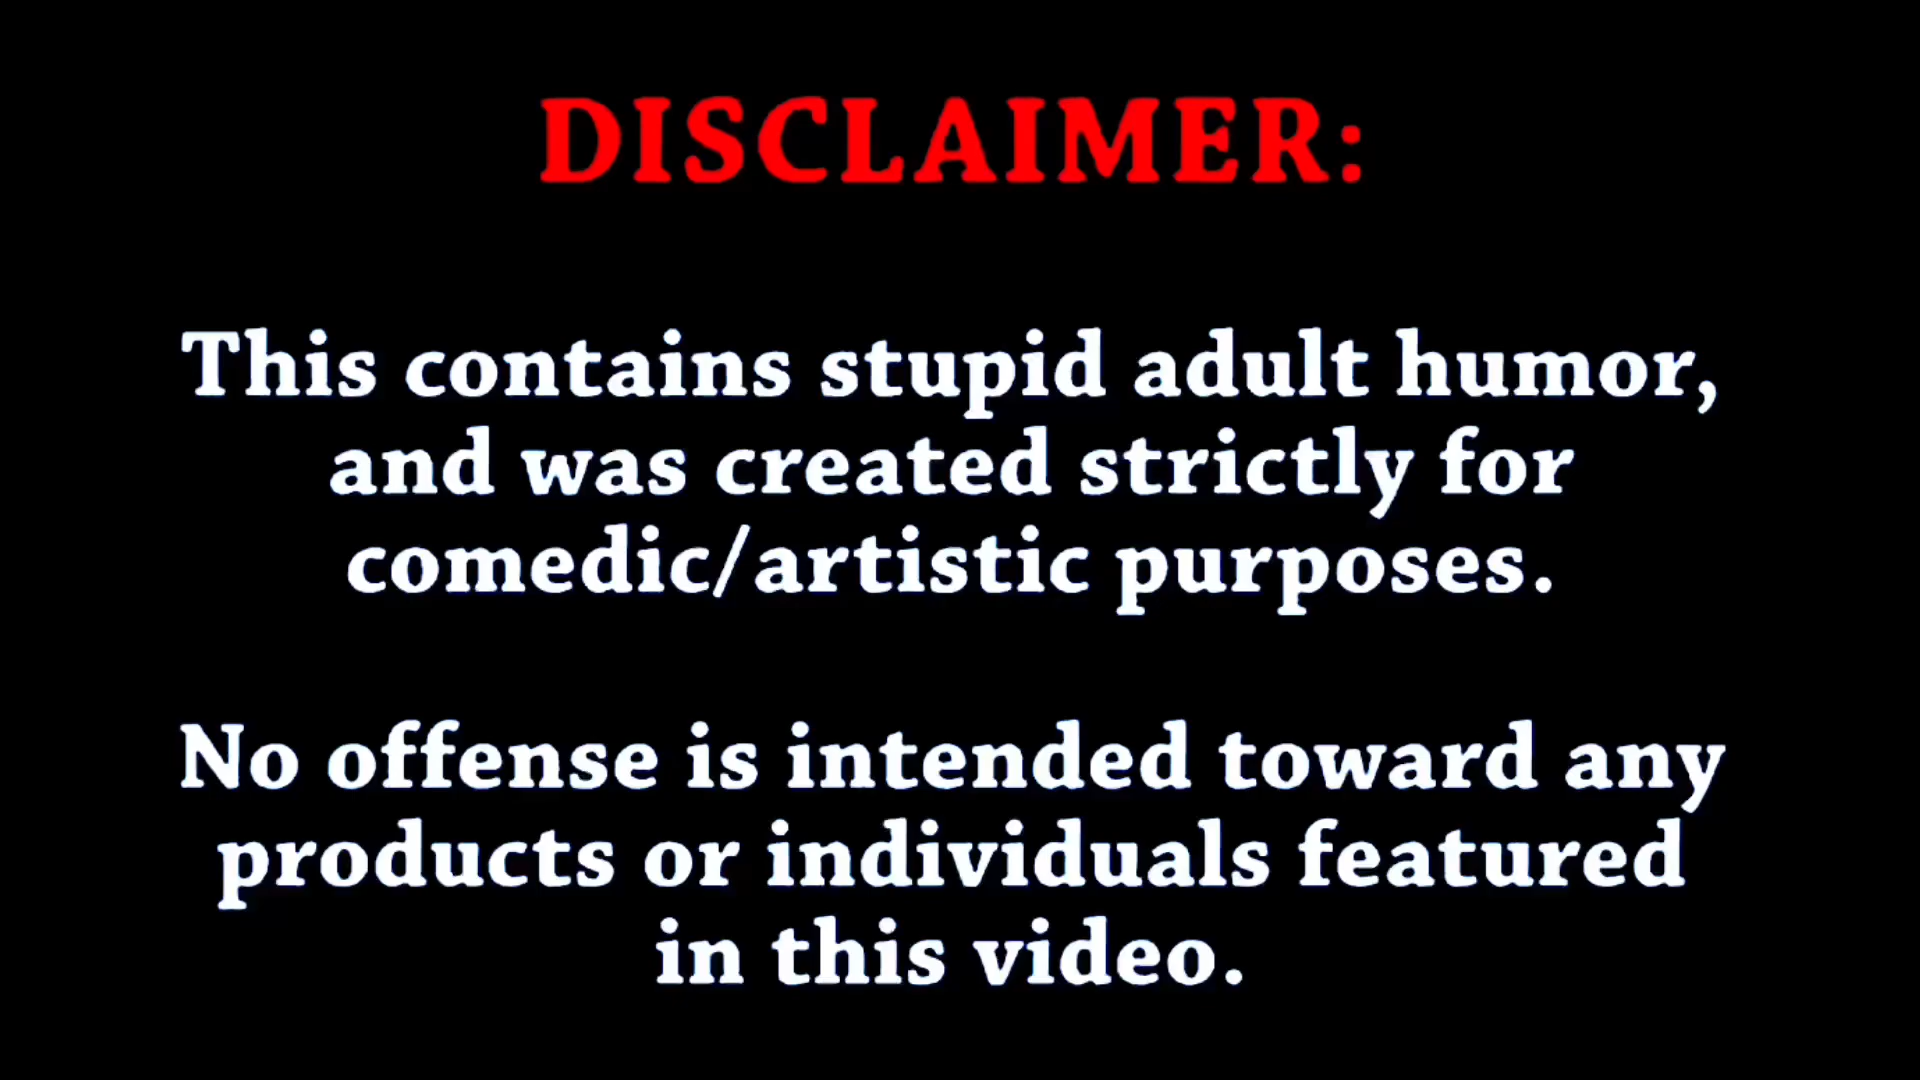 DISCLAIMER:
This contains stupid adult humor,
and was created strictly for
comedic/artistic purposes.
No offense is intended toward any
products or individuals featured
in this video.